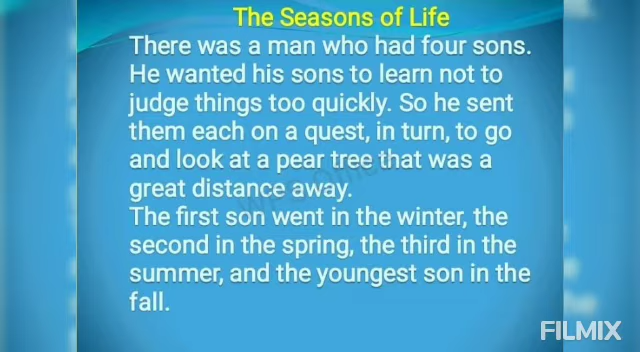 The Seasons of Life
There was a man who had four sons.
He wanted his sons to learn not to
judge things too quickly. So he sent
them each on a quest, in turn, to go
and look at a pear tree that was a
great distance away.
The first son went in the winter, the
second in the spring, the third in the
summer, and the youngest son in the
fall.
WPS Office
FILMIX